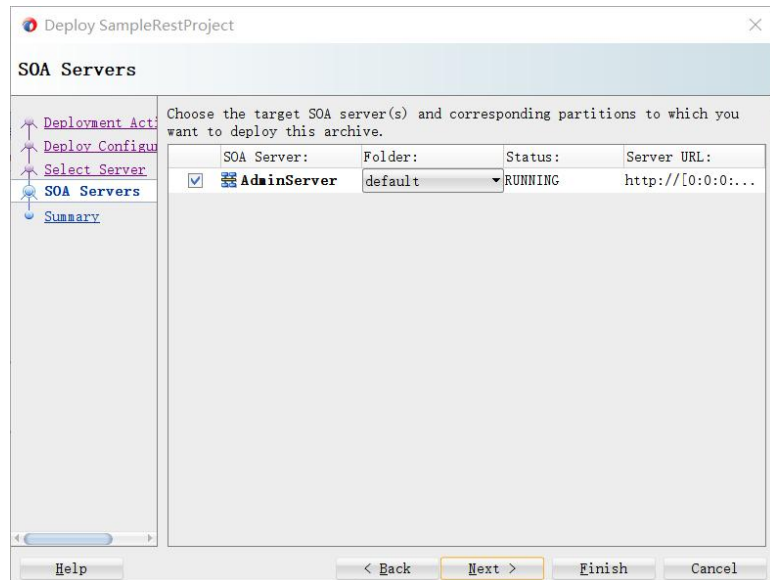 Deploy SampleRestProject
SOA Servers
Deployment Acti
Deploy Configur
Select Server
SOA Servers
Summary
Choose the target SOA server(s) and corresponding partitions to which you
want to deploy this archive.
SOA Server: Folder: Status: Server URL:
AdminServer default RUNNING http://[0:0:0:...
Help < Back Next > Finish Cancel